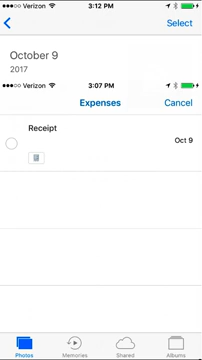 Verizon 3:12 PM
Select
October 9
2017
Verizon 3:07 PM
Expenses Cancel
Receipt
Oct 9
Photos Memories Shared Albums